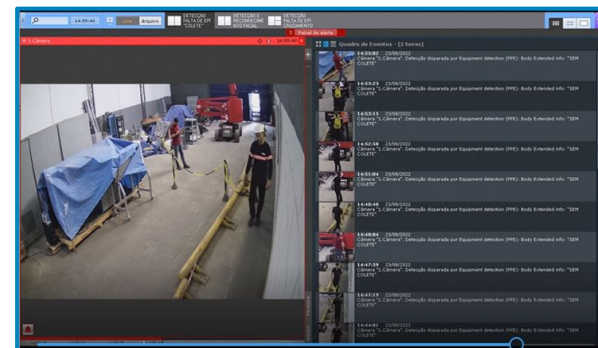 14:55:40
Live
Arquivo
DETECÇÃO
FALTA DE EPI
"COLETE"
DETECÇÃO E
RECONHECIME
NTO FACIAL
DETECÇÃO
FALTA DE EPI
CRUZAMENTO
Painel de alerta
1.Câmera
14:55:40
Quadro de Eventos - [2 horas]
14:55:02 23/08/2022
Câmera "1.Câmera". Detecção disparada por Equipment detection (PPE): Body Extended info: "SEM
COLETE"
14:53:23 23/08/2022
Câmera "1.Câmera". Detecção disparada por Equipment detection (PPE): Body Extended info: "SEM
COLETE"
14:53:15 23/08/2022
Câmera "1.Câmera". Detecção disparada por Equipment detection (PPE): Body Extended info: "SEM
COLETE"
14:52:58 23/08/2022
Câmera "1.Câmera". Detecção disparada por Equipment detection (PPE): Body Extended info: "SEM
COLETE"
14:51:04 23/08/2022
Câmera "1.Câmera". Detecção disparada por Equipment detection (PPE): Body Extended info: "SEM
COLETE"
14:48:40 23/08/2022
Câmera "1.Câmera". Detecção disparada por Equipment detection (PPE): Body Extended info: "SEM
COLETE"
14:48:04 23/08/2022
Câmera "1.Câmera". Detecção disparada por Equipment detection (PPE): Body Extended info: "SEM
COLETE"
14:47:59 23/08/2022
Câmera "1.Câmera". Detecção disparada por Equipment detection (PPE): Body Extended info: "SEM
COLETE"
14:47:19 23/08/2022
Câmera "1.Câmera". Detecção disparada por Equipment detection (PPE): Body Extended info: "SEM
COLETE"
23/08/2022
Câmera "1.Câmera". Detecção disparada por Equipment detection (PPE): Body Extended info: "SEM
COLETE"